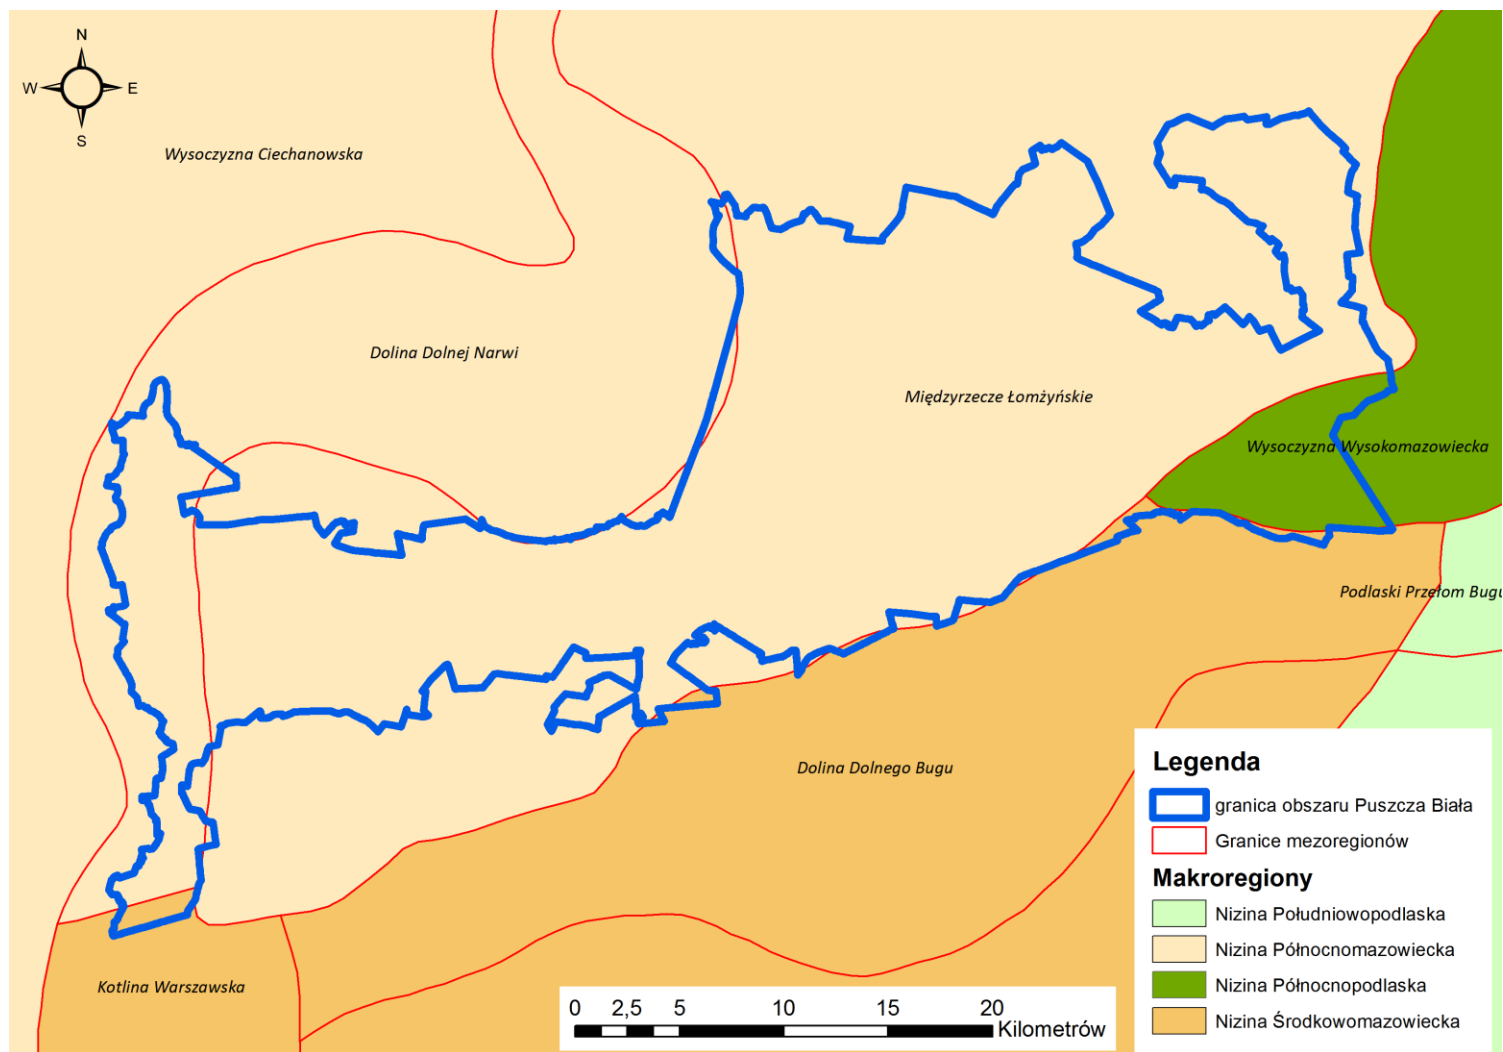 N
W
E
S
Wysoczyzna Ciechanowska
Dolina Dolnej Narwi
Międzyrzecze Łomżyńskie
Wysoczyzna Wysokomazowiecka
Podlaski Przełom Bugu
Dolina Dolnego Bugu
Kotlina Warszawska
Legenda
granica obszaru Puszcza Biała
Granice mezoregionów
Makroregiony
Nizina Południowopodlaska
Nizina Północnomazowiecka
Nizina Północnopodlaska
Nizina Środkowomazowiecka
0 2,5 5 10 15 20
Kilometrów